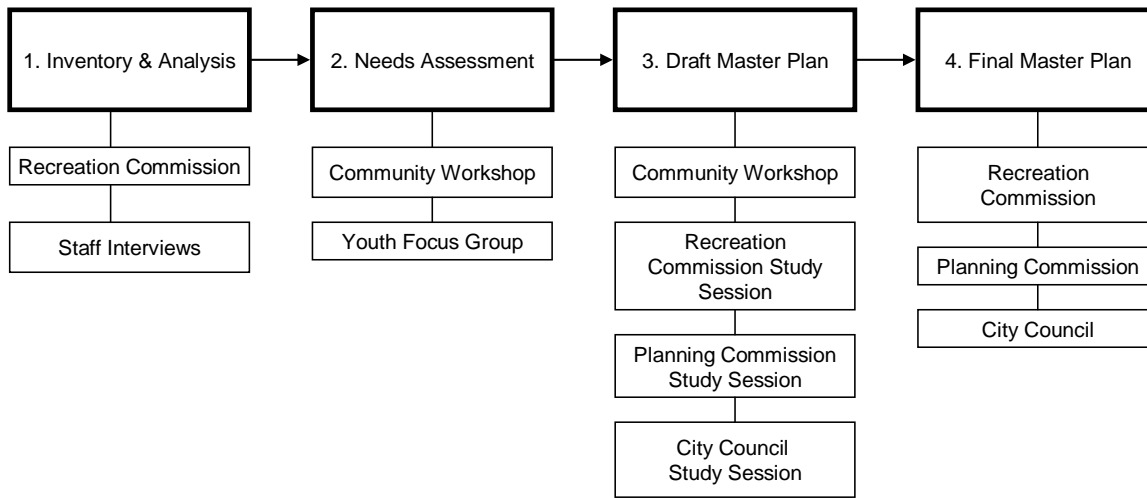 1. Inventory & Analysis
2. Needs Assessment
3. Draft Master Plan
4. Final Master Plan
Recreation Commission
Staff Interviews
Community Workshop
Youth Focus Group
Community Workshop
Recreation
Commission Study
Session
Planning Commission
Study Session
City Council
Study Session
Recreation
Commission
Planning Commission
City Council